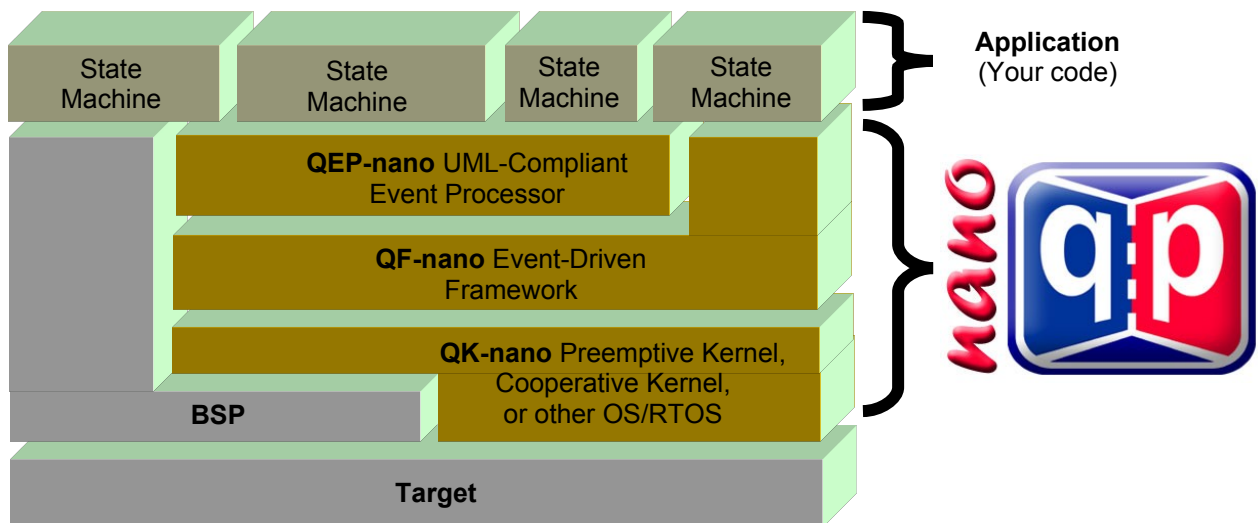 State
Machine
State
Machine
State
Machine
State
Machine
Application
(Your code)
QEP-nano UML-Compliant
Event Processor
QF-nano Event-Driven
Framework
QK-nano Preemptive Kernel,
Cooperative Kernel,
or other OS/RTOS
BSP
Target
nano
qp